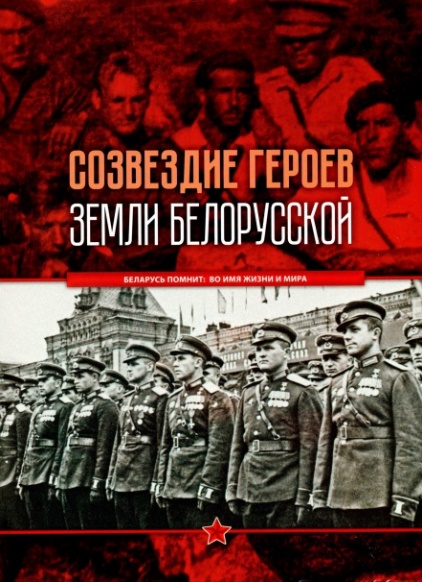 СОЗВЕЗДИЕ ГЕРОЕВ
ЗЕМЛИ БЕЛОРУССКОЙ
БЕЛАРУСЬ ПОМНИТ: ВО ИМЯ ЖИЗНИ И МИРА